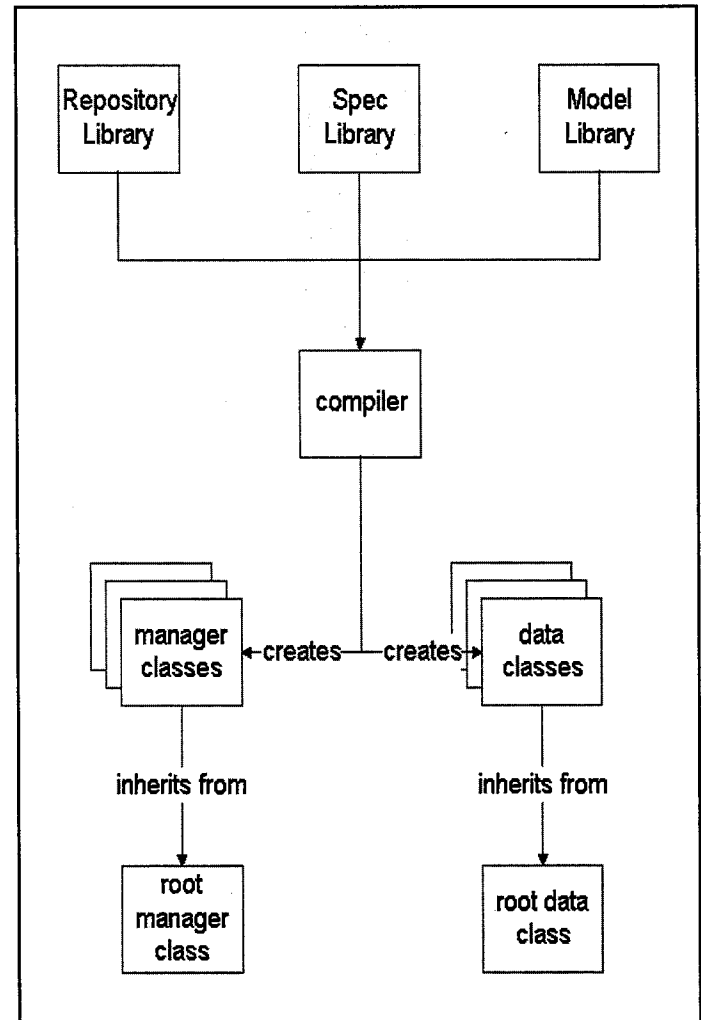 Repository
Library
Spec
Library
Model
Library
compiler
manager
classes
creates
creates
data
classes
inherits from
inherits from
root
manager
class
root data
class